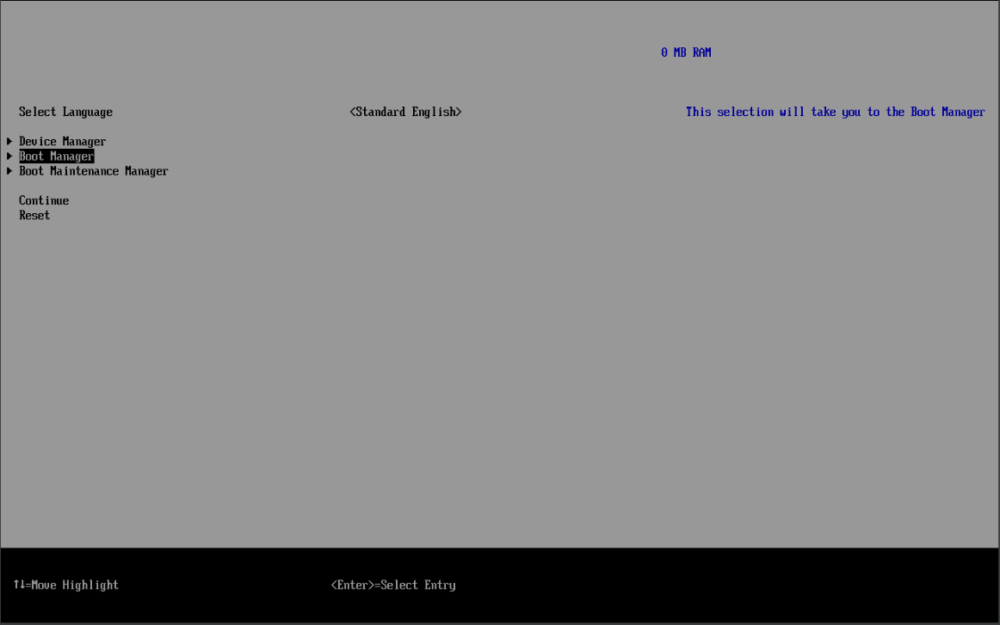 0 MB RAM
Select Language <Standard English> This selection will take you to the Boot Manager
Device Manager
Boot Manager
Boot Maintenance Manager
Continue
Reset
↑↓=Move Highlight <Enter>=Select Entry